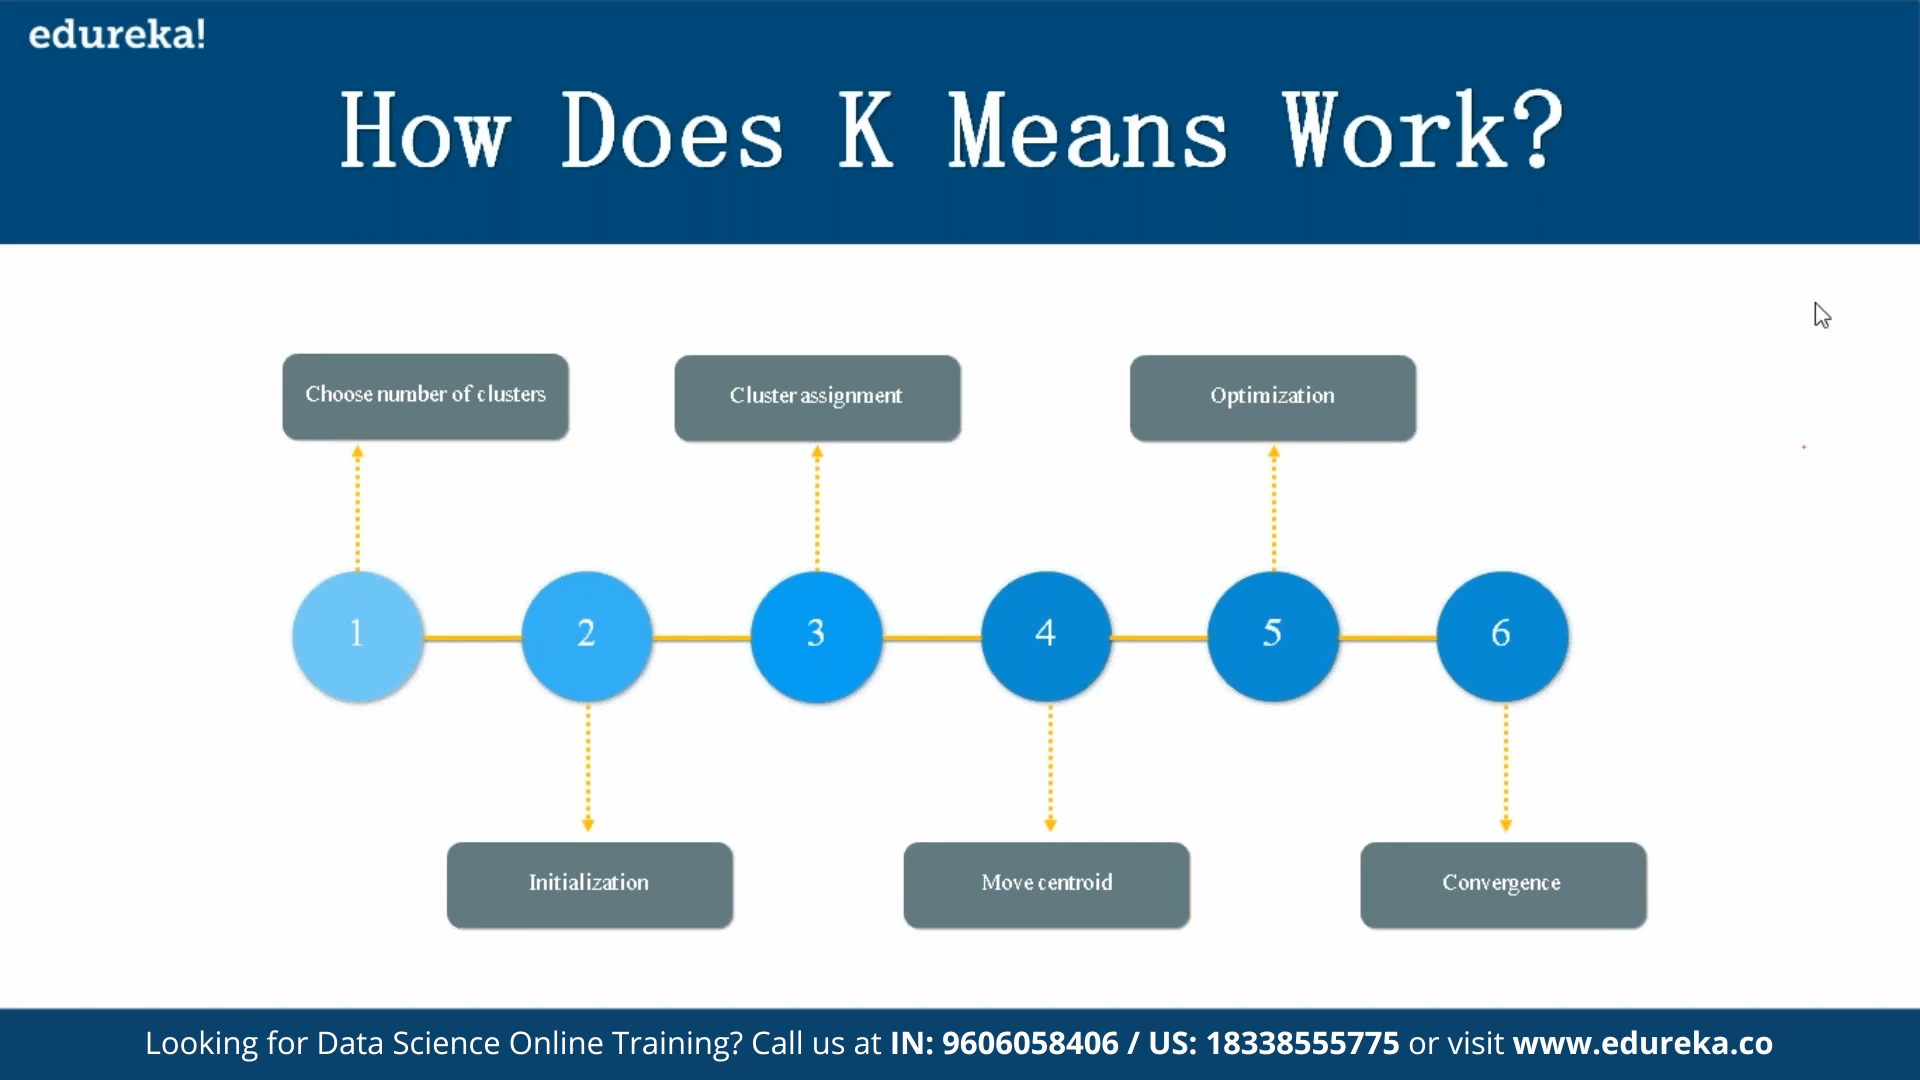 edureka!
How Does K Means Work?
Choose number of clusters
Cluster assignment
Optimization
1
2
3
4
5
6
Initialization
Move centroid
Convergence
Looking for Data Science Online Training? Call us at IN: 9606058406 / US: 18338555775 or visit www.edureka.co